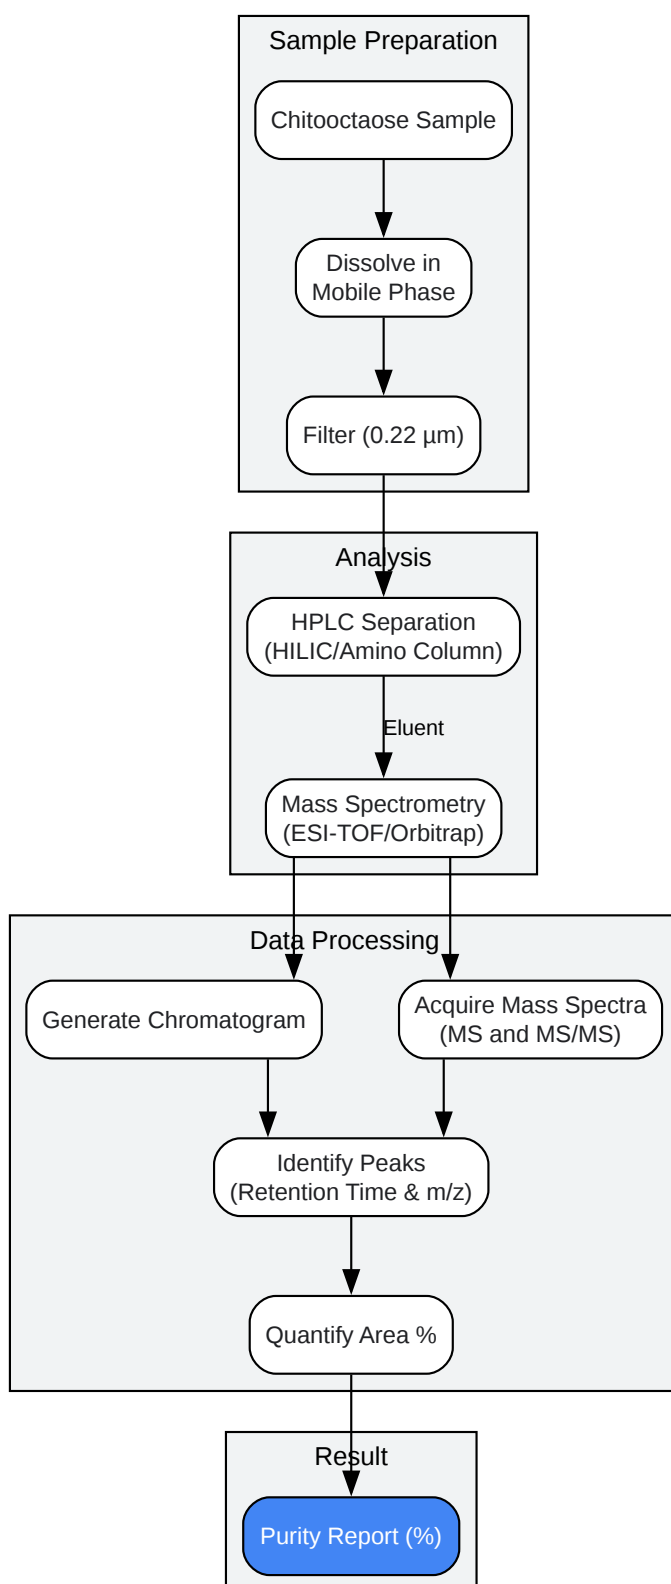 Sample Preparation
Chitooctaose Sample
Dissolve in
Mobile Phase
Filter (0.22 µm)
Analysis
HPLC Separation
(HILIC/Amino Column)
Eluent
Mass Spectrometry
(ESI-TOF/Orbitrap)
Data Processing
Generate Chromatogram
Acquire Mass Spectra
(MS and MS/MS)
Identify Peaks
(Retention Time & m/z)
Quantify Area %
Result
Purity Report (%)